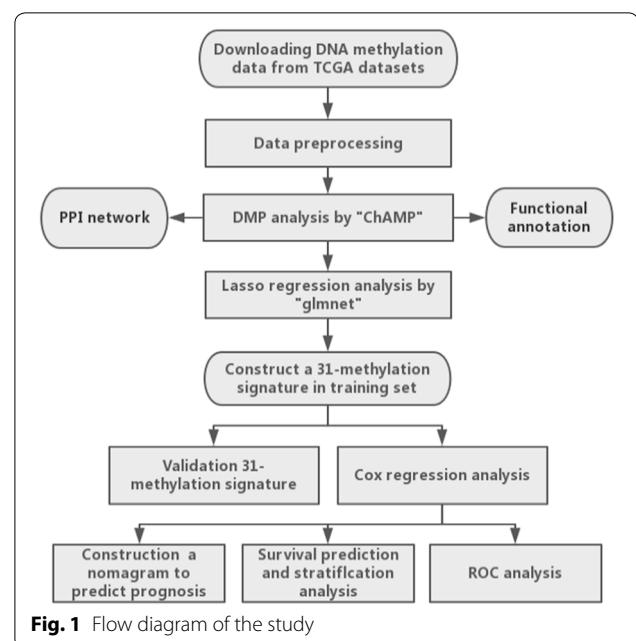 Downloading DNA methylation
data from TCGA datasets
Data preprocessing
PPI network
DMP analysis by "ChAMP"
Functional
annotation
Lasso regression analysis by
"glmnet"
Construct a 31-methylation
signature in training set
Validation 31-
methylation signature
Cox regression analysis
Construction a
nomagram to
predict prognosis
Survival prediction
and stratiflcation
analysis
ROC analysis
Fig. 1 Flow diagram of the study